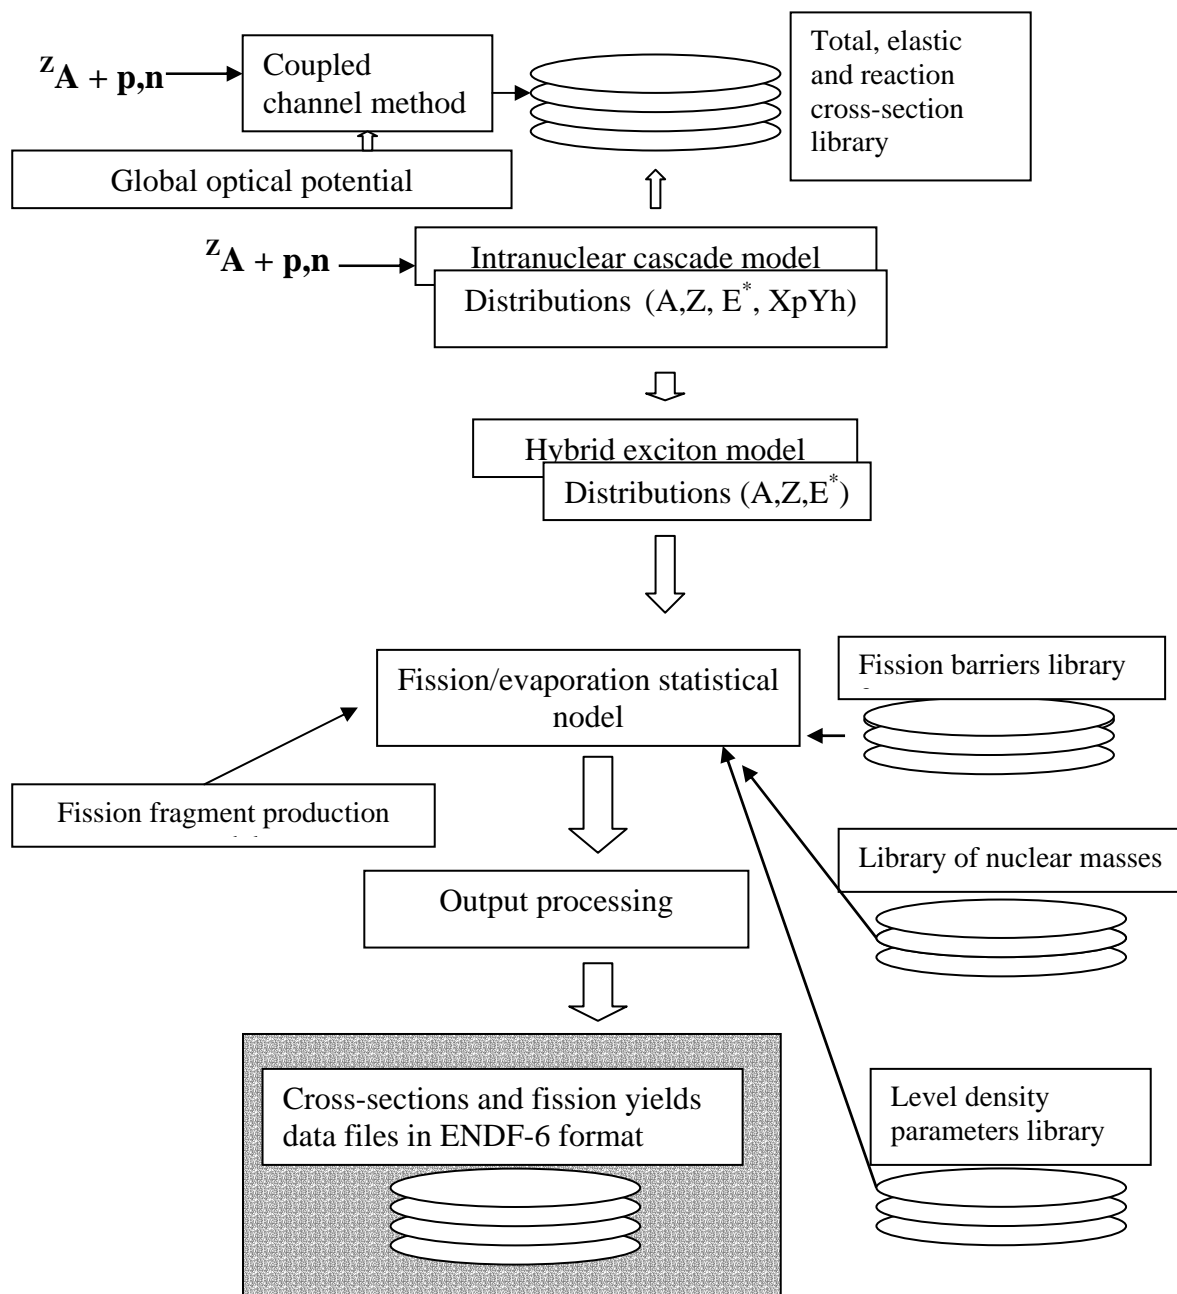 Total, elastic
and reaction
cross-section
library
ᶻA + p,n
Coupled
channel method
Global optical potential
ᶻA + p,n
Intranuclear cascade model
Distributions (A,Z, E*, XpYh)
Hybrid exciton model
Distributions (A,Z,E*)
Fission/evaporation statistical
nodel
Fission barriers library
Fission fragment production
Library of nuclear masses
Output processing
Level density
parameters library
Cross-sections and fission yields
data files in ENDF-6 format